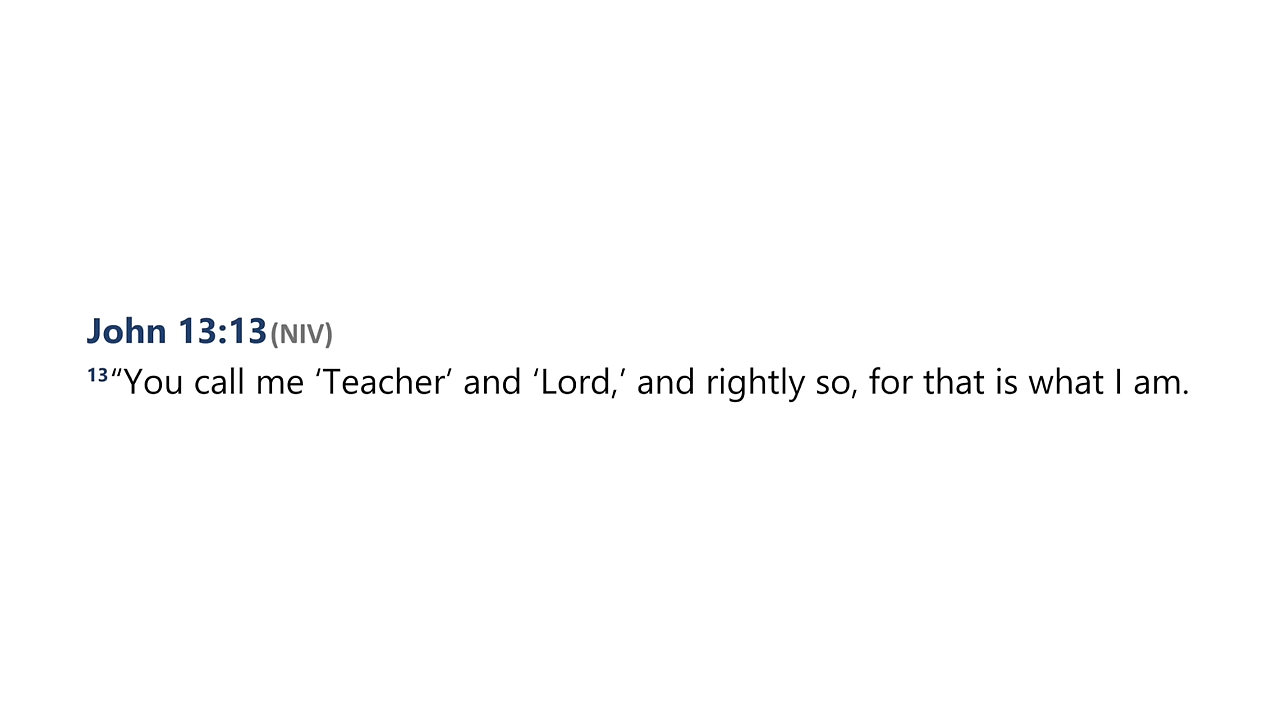 John 13:13 (NIV)
13 “You call me ‘Teacher’ and ‘Lord,’ and rightly so, for that is what I am.